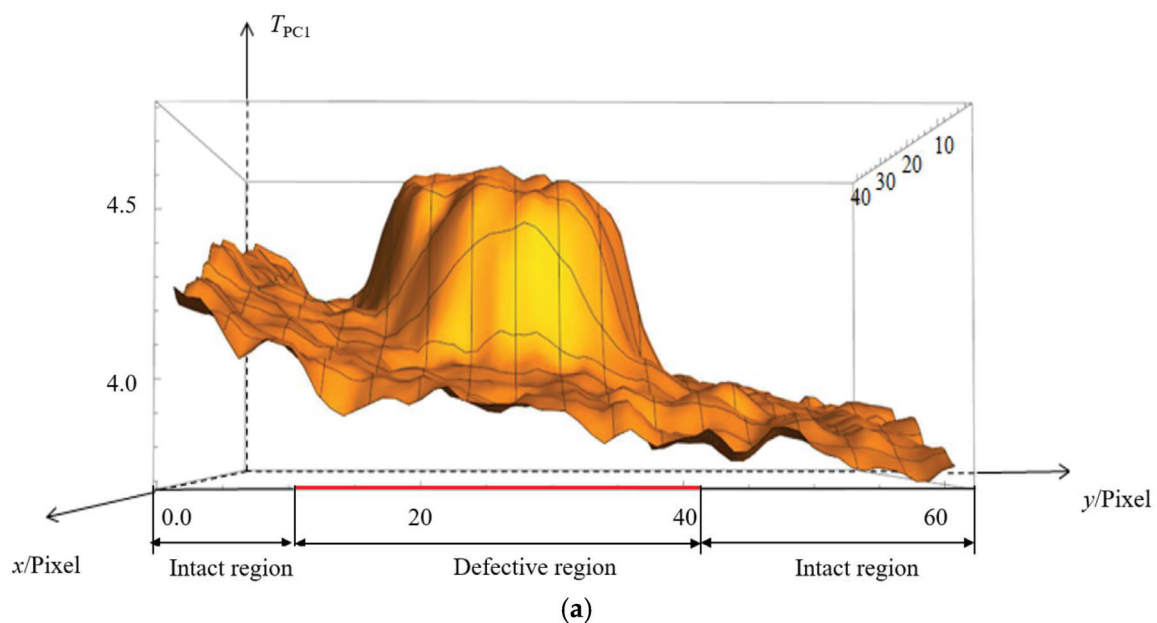 T_PC1
10
20
30
40
4.5
4.0
0.0 20 40 60
y/Pixel
x/Pixel
Intact region Defective region Intact region
(a)